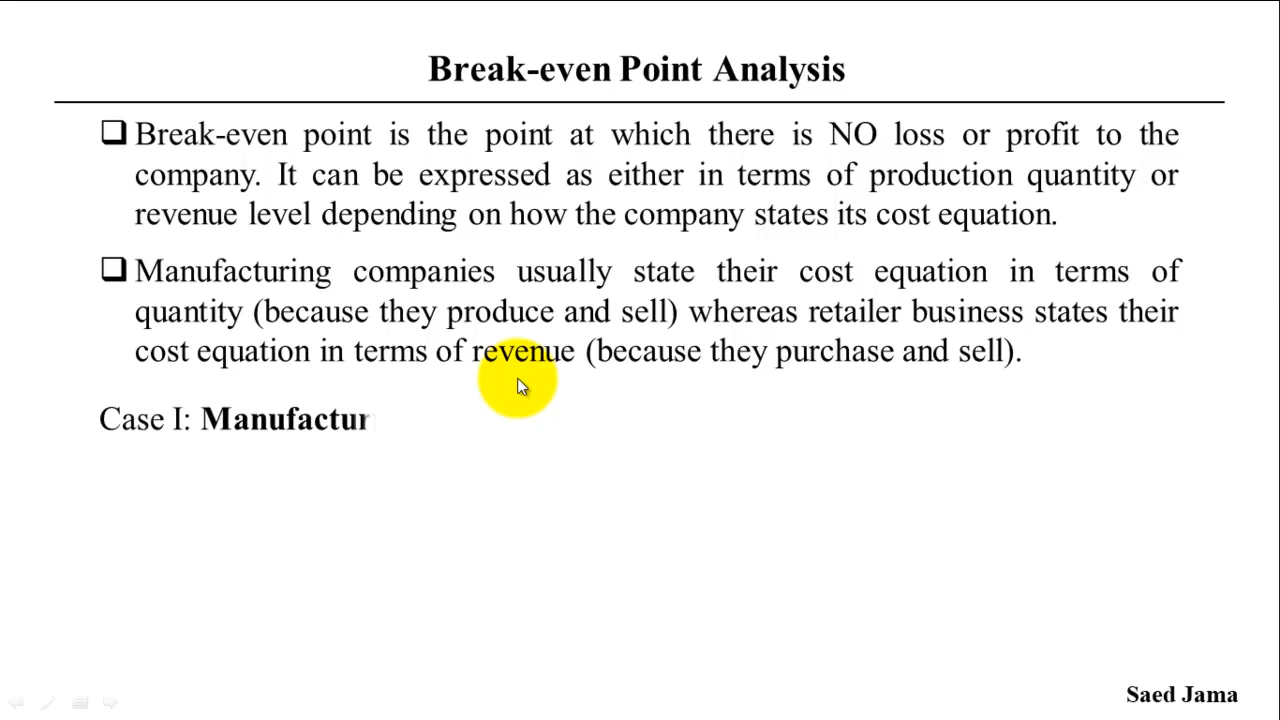 Break-even Point Analysis
Break-even point is the point at which there is NO loss or profit to the
company. It can be expressed as either in terms of production quantity or
revenue level depending on how the company states its cost equation.
Manufacturing companies usually state their cost equation in terms of
quantity (because they produce and sell) whereas retailer business states their
cost equation in terms of revenue (because they purchase and sell).
Case I: Manufactur
Saed Jama